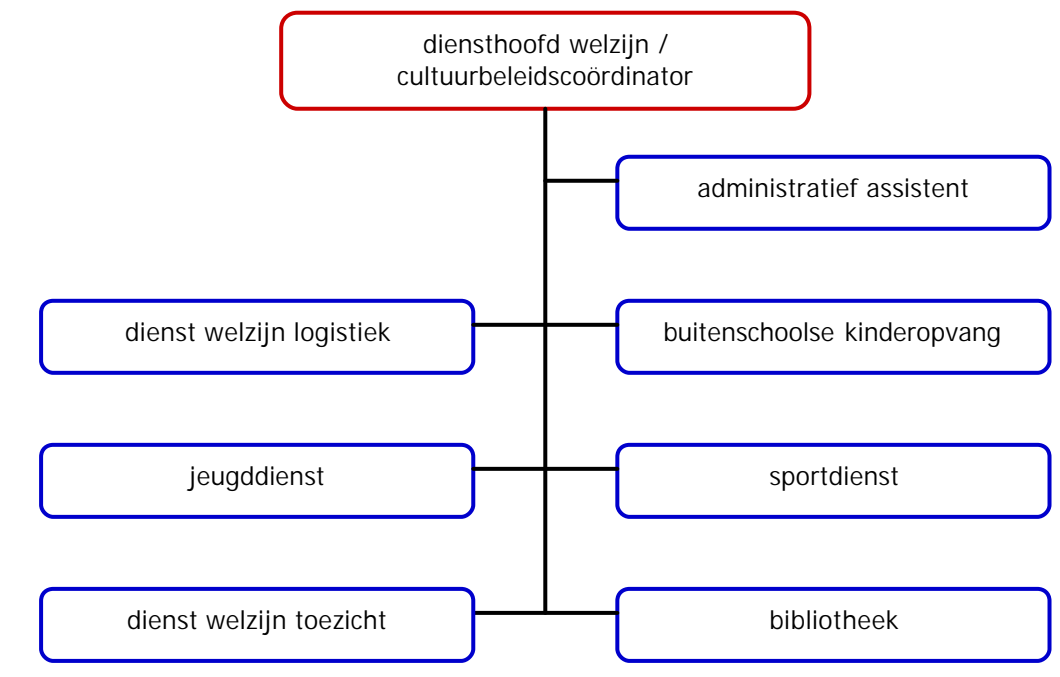 diensthoofd welzijn /
cultuurbeleidscoördinator
administratief assistent
dienst welzijn logistiek
buitenschoolse kinderopvang
jeugddienst
sportdienst
dienst welzijn toezicht
bibliotheek